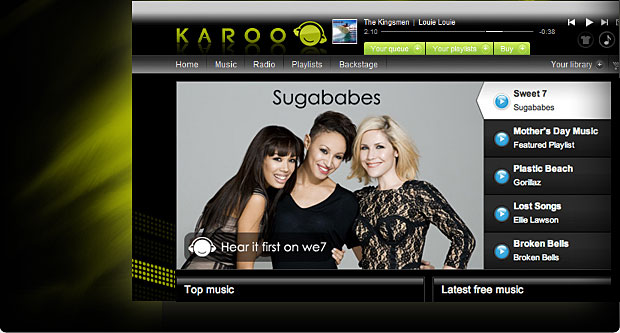 KAROO
The Kingsmen | Louie Louie
2.10
-0:38
Your queue
Your playlists
Buy
Home
Music
Radio
Playlists
Backstage
Your library
Sugababes
Hear it first on we7
Sweet 7
Sugababes
Mother's Day Music
Featured Playlist
Plastic Beach
Gorillaz
Lost Songs
Ellie Lawson
Broken Bells
Broken Bells
Top music
Latest free music